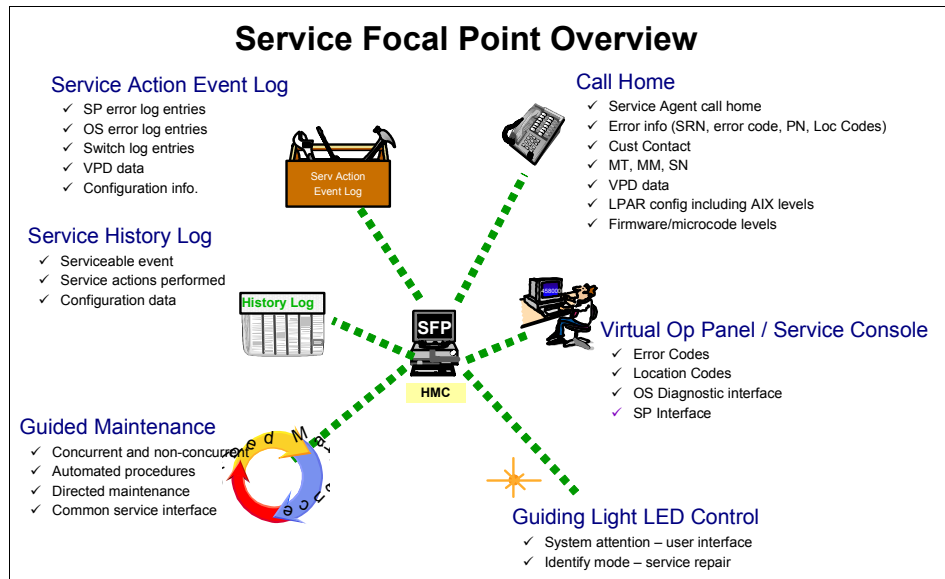 Service Focal Point Overview
Service Action Event Log
SP error log entries
OS error log entries
Switch log entries
VPD data
Configuration info.
Serv Action
Event Log
Call Home
Service Agent call home
Error info (SRN, error code, PN, Loc Codes)
Cust Contact
MT, MM, SN
VPD data
LPAR config including AIX levels
Firmware/microcode levels
Service History Log
Serviceable event
Service actions performed
Configuration data
History Log
SFP
HMC
Virtual Op Panel / Service Console
Error Codes
Location Codes
OS Diagnostic interface
SP Interface
Guided Maintenance
Concurrent and non-concurrent
Automated procedures
Directed maintenance
Common service interface
Guiding Light LED Control
System attention – user interface
Identify mode – service repair